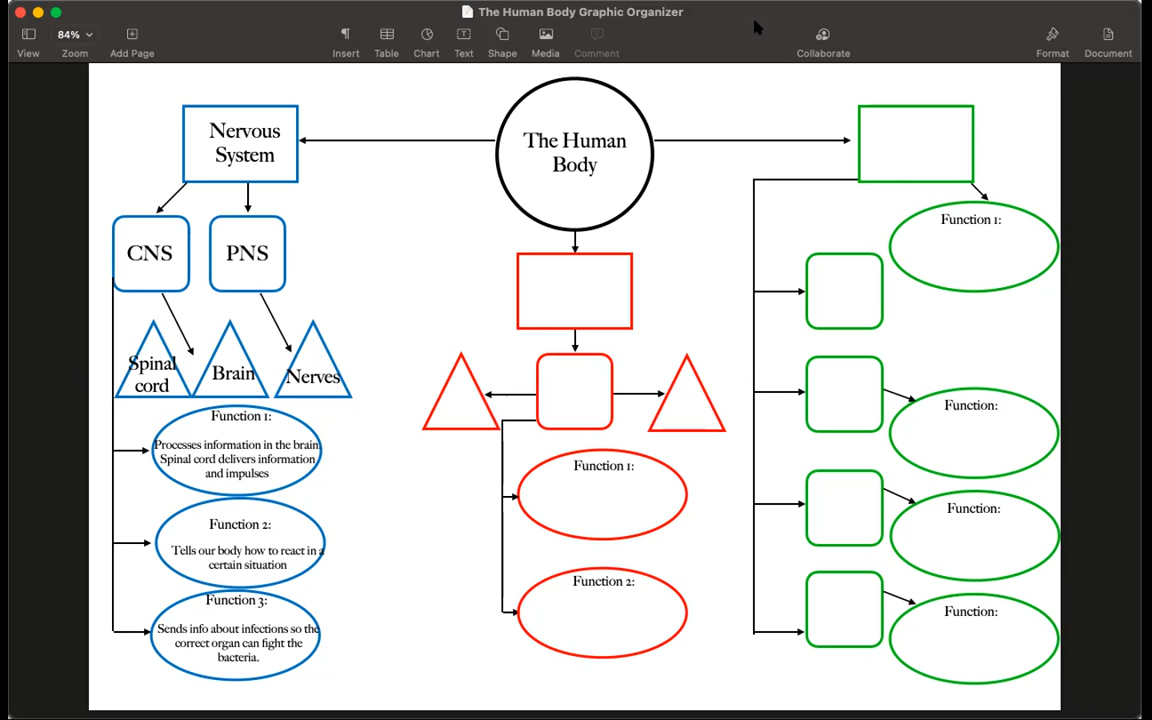 The Human Body Graphic Organizer
84%
View
Zoom
Add Page
Insert
Table
Chart
Text
Shape
Media
Comment
Collaborate
Format
Document
The Human
Body
Nervous
System
CNS
PNS
Spinal
cord
Brain
Nerves
Function 1:
Processes information in the brain.
Spinal cord delivers information
and impulses
Function 2:
Tells our body how to react in a
certain situation
Function 3:
Sends info about infections so the
correct organ can fight the
bacteria.
Function 1:
Function 2:
Function 1:
Function:
Function:
Function: